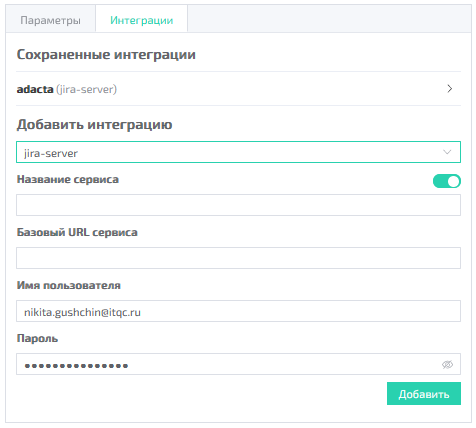 Параметры Интеграции
Сохраненные интеграции
adacta (jira-server)
Добавить интеграцию
jira-server
Название сервиса
Базовый URL сервиса
Имя пользователя
nikita.gushchin@itqc.ru
Пароль
•••••••••••••••
Добавить